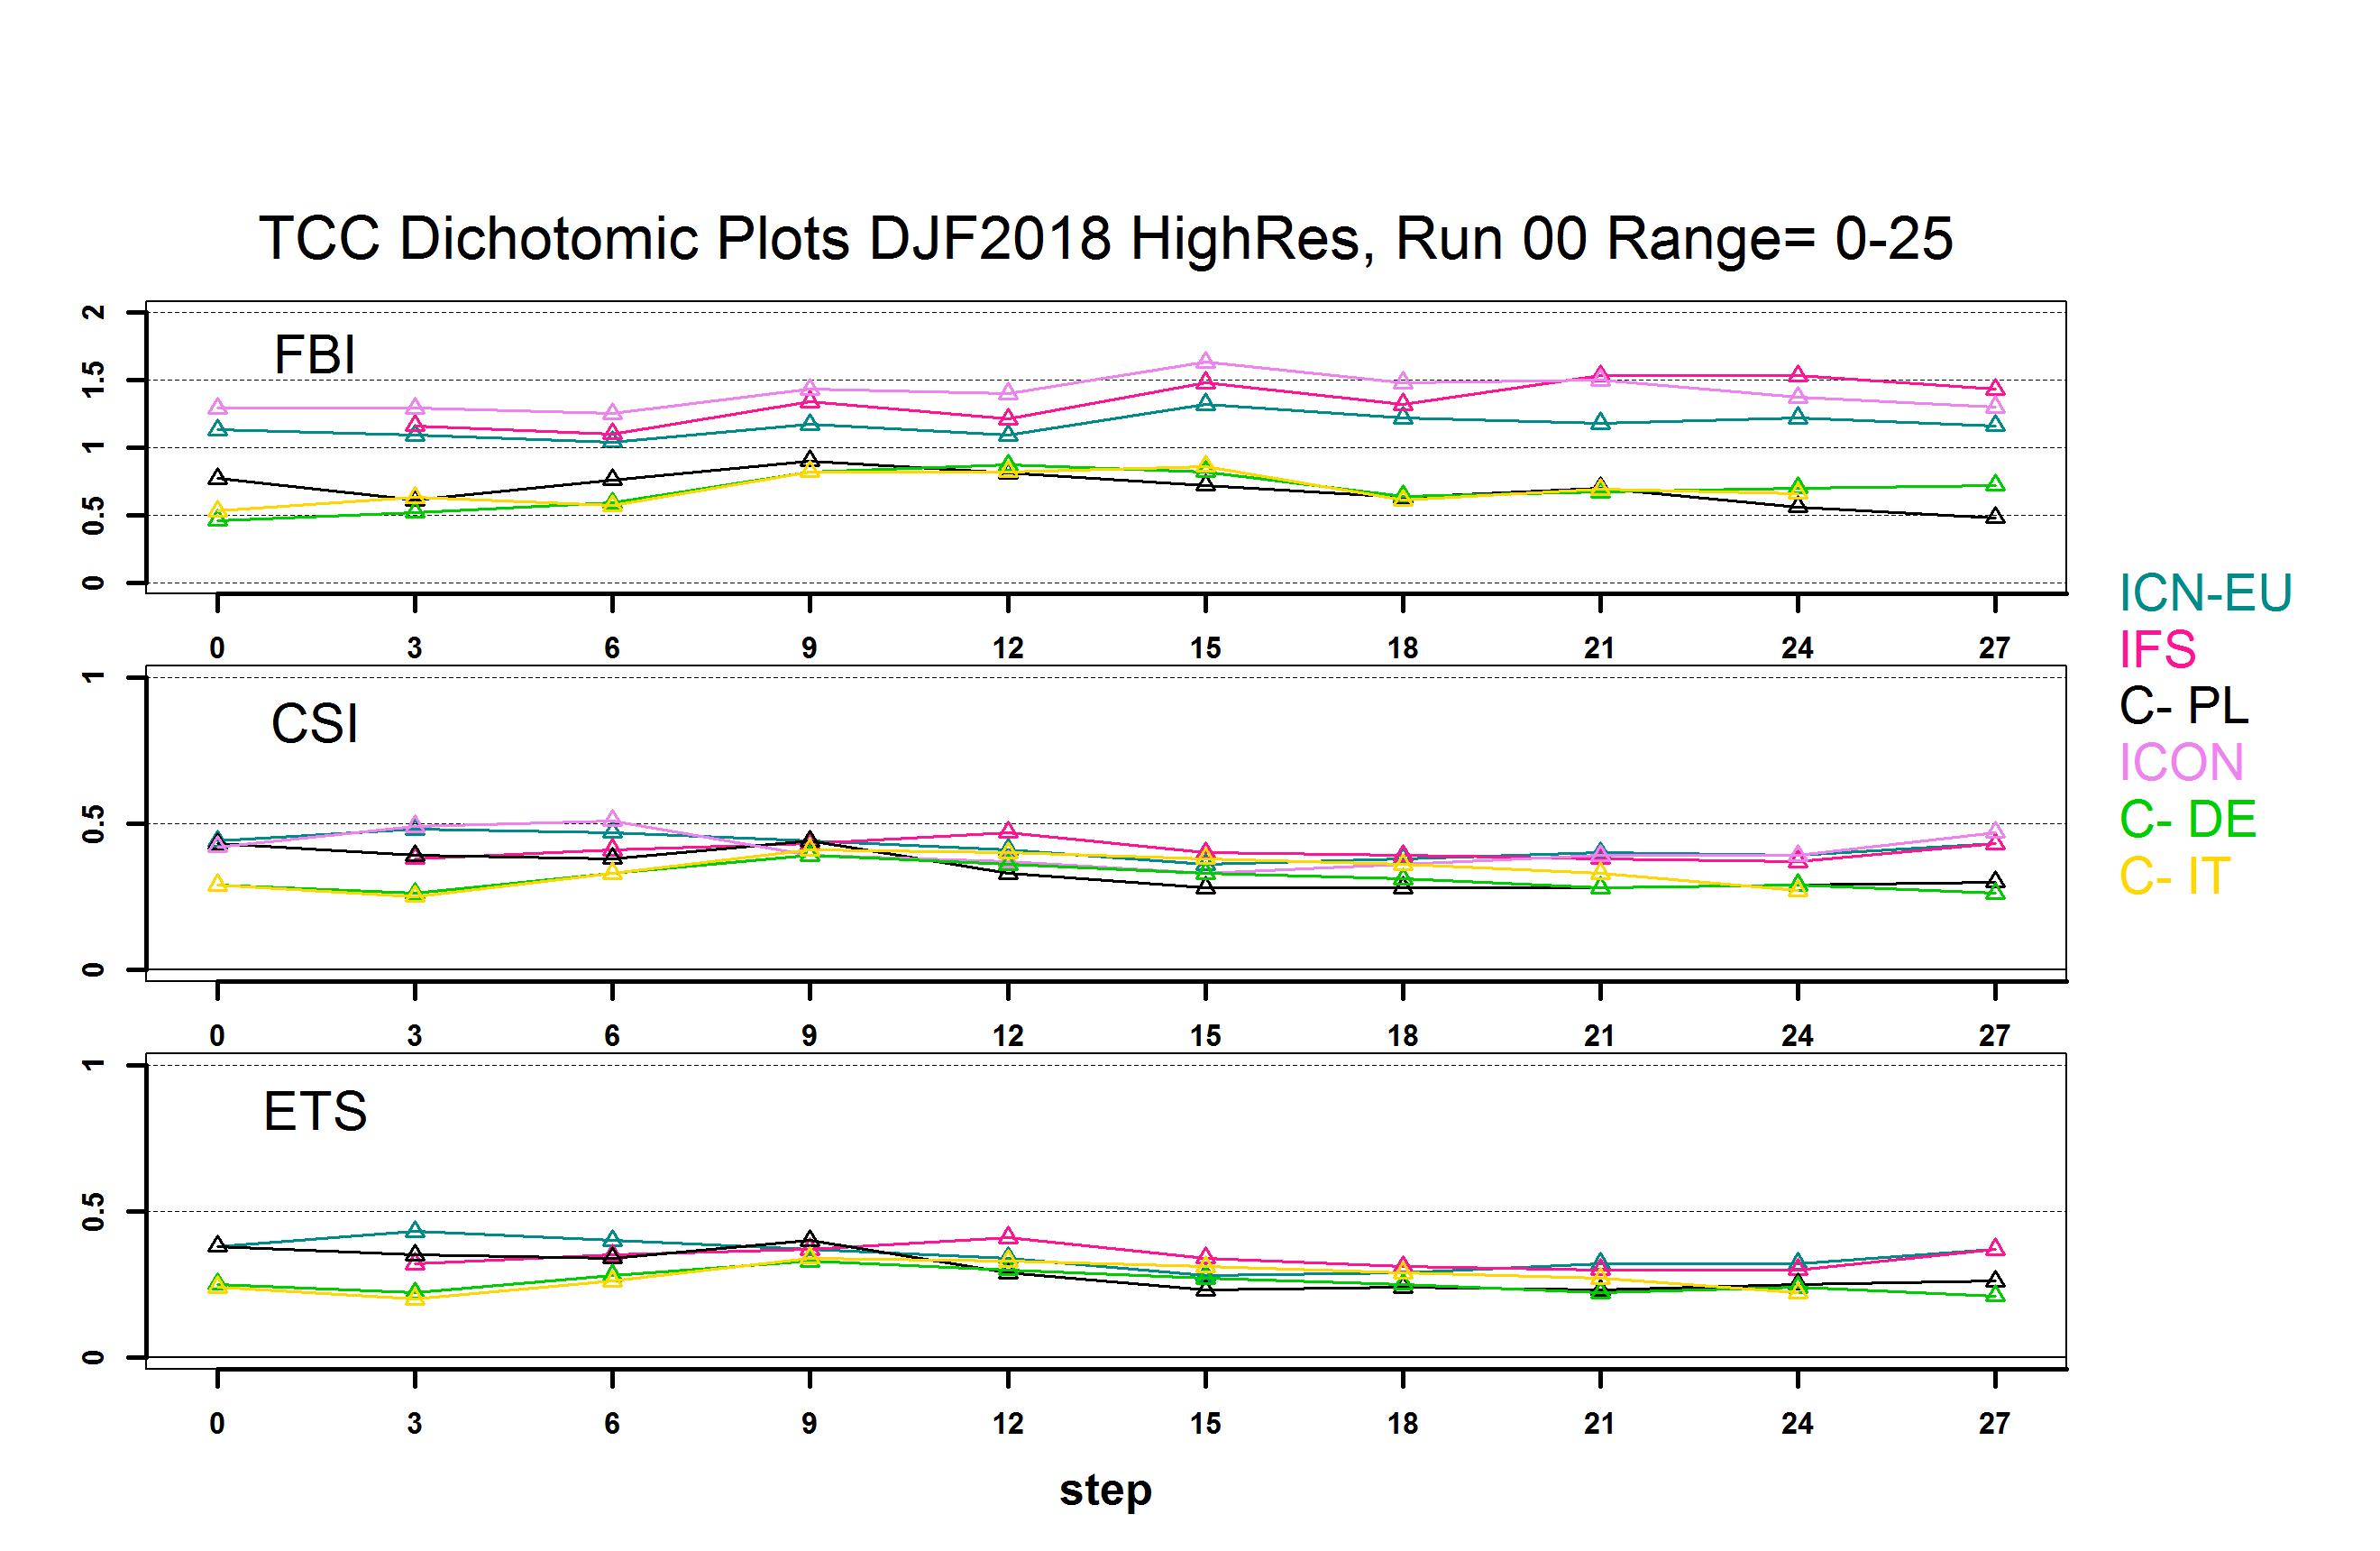 TCC Dichotomic Plots DJF2018 HighRes, Run 00 Range= 0-25
FBI
2
1.5
1
0.5
0
0 3 6 9 12 15 18 21 24 27
CSI
1
0.5
0
0 3 6 9 12 15 18 21 24 27
ETS
1
0.5
0
0 3 6 9 12 15 18 21 24 27
step
ICN-EU
IFS
C- PL
ICON
C- DE
C- IT